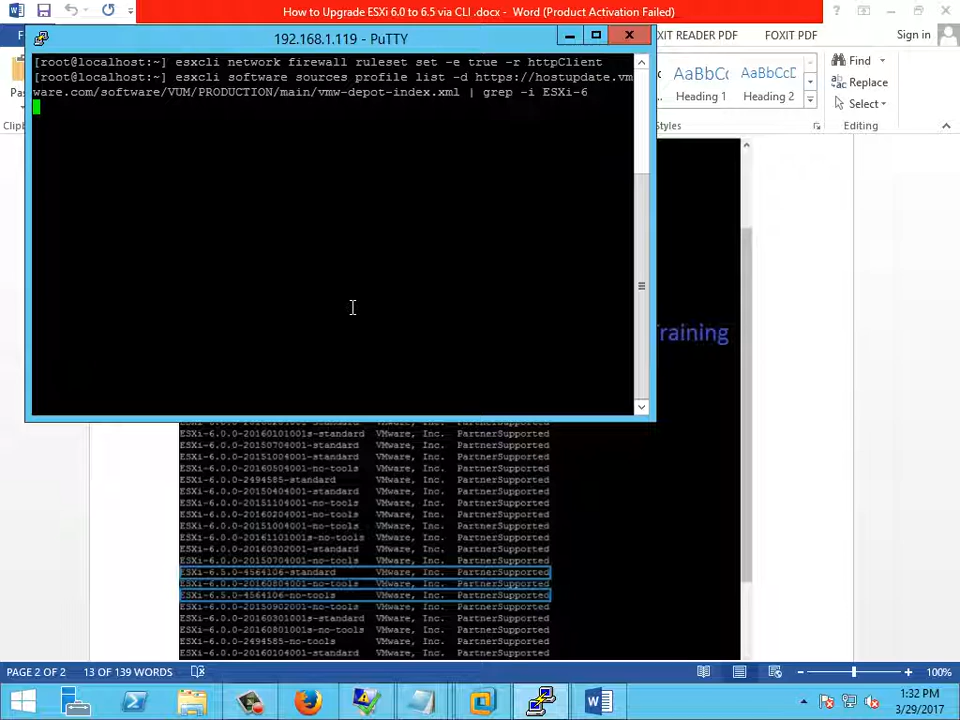 How to Upgrade ESXi 6.0 to 6.5 via CLI .docx - Word (Product Activation Failed)
192.168.1.119 - PuTTY
OXIT READER PDF
FOXIT PDF
Sign in
F
[root@localhost:~] esxcli network firewall ruleset set -e true -r httpClient
[root@localhost:~] esxcli software sources profile list -d https://hostupdate.vm
ware.com/software/VUM/PRODUCTION/main/vmw-depot-index.xml | grep -i ESXi-6
Pas
Clipb
AaBbCc
AaBbCcD
Heading 1
Heading 2
Styles
Find
Replace
Select
Editing
Training
ESXi-6.0.0-20160101001s-standard VMware, Inc. PartnerSupported
ESXi-6.0.0-20150704001-standard VMware, Inc. PartnerSupported
ESXi-6.0.0-20151004001-standard VMware, Inc. PartnerSupported
ESXi-6.0.0-20160504001-no-tools VMware, Inc. PartnerSupported
ESXi-6.0.0-2494585-standard VMware, Inc. PartnerSupported
ESXi-6.0.0-20150404001-standard VMware, Inc. PartnerSupported
ESXi-6.0.0-20151104001-no-tools VMware, Inc. PartnerSupported
ESXi-6.0.0-20160204001-no-tools VMware, Inc. PartnerSupported
ESXi-6.0.0-20151004001-no-tools VMware, Inc. PartnerSupported
ESXi-6.0.0-20161101001s-no-tools VMware, Inc. PartnerSupported
ESXi-6.0.0-20160302001-standard VMware, Inc. PartnerSupported
ESXi-6.0.0-20150704001-no-tools VMware, Inc. PartnerSupported
ESXi-6.5.0-4564106-standard VMware, Inc. PartnerSupported
ESXi-6.0.0-20160804001-no-tools VMware, Inc. PartnerSupported
ESXi-6.5.0-4564106-no-tools VMware, Inc. PartnerSupported
ESXi-6.0.0-20150902001-no-tools VMware, Inc. PartnerSupported
ESXi-6.0.0-20160301001s-standard VMware, Inc. PartnerSupported
ESXi-6.0.0-20160801001s-no-tools VMware, Inc. PartnerSupported
ESXi-6.0.0-2494585-no-tools VMware, Inc. PartnerSupported
ESXi-6.0.0-20160104001-standard VMware, Inc. PartnerSupported
PAGE 2 OF 2
13 OF 139 WORDS
100%
1:32 PM
3/29/2017